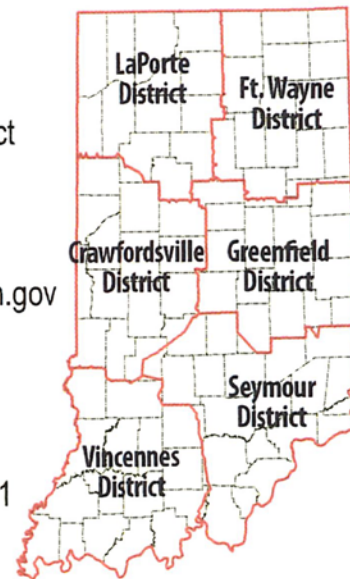 LaPorte
District
Ft. Wayne
District
ct
Crawfordsville
District
Greenfield
District
n.gov
Seymour
District
Vincennes
District
1